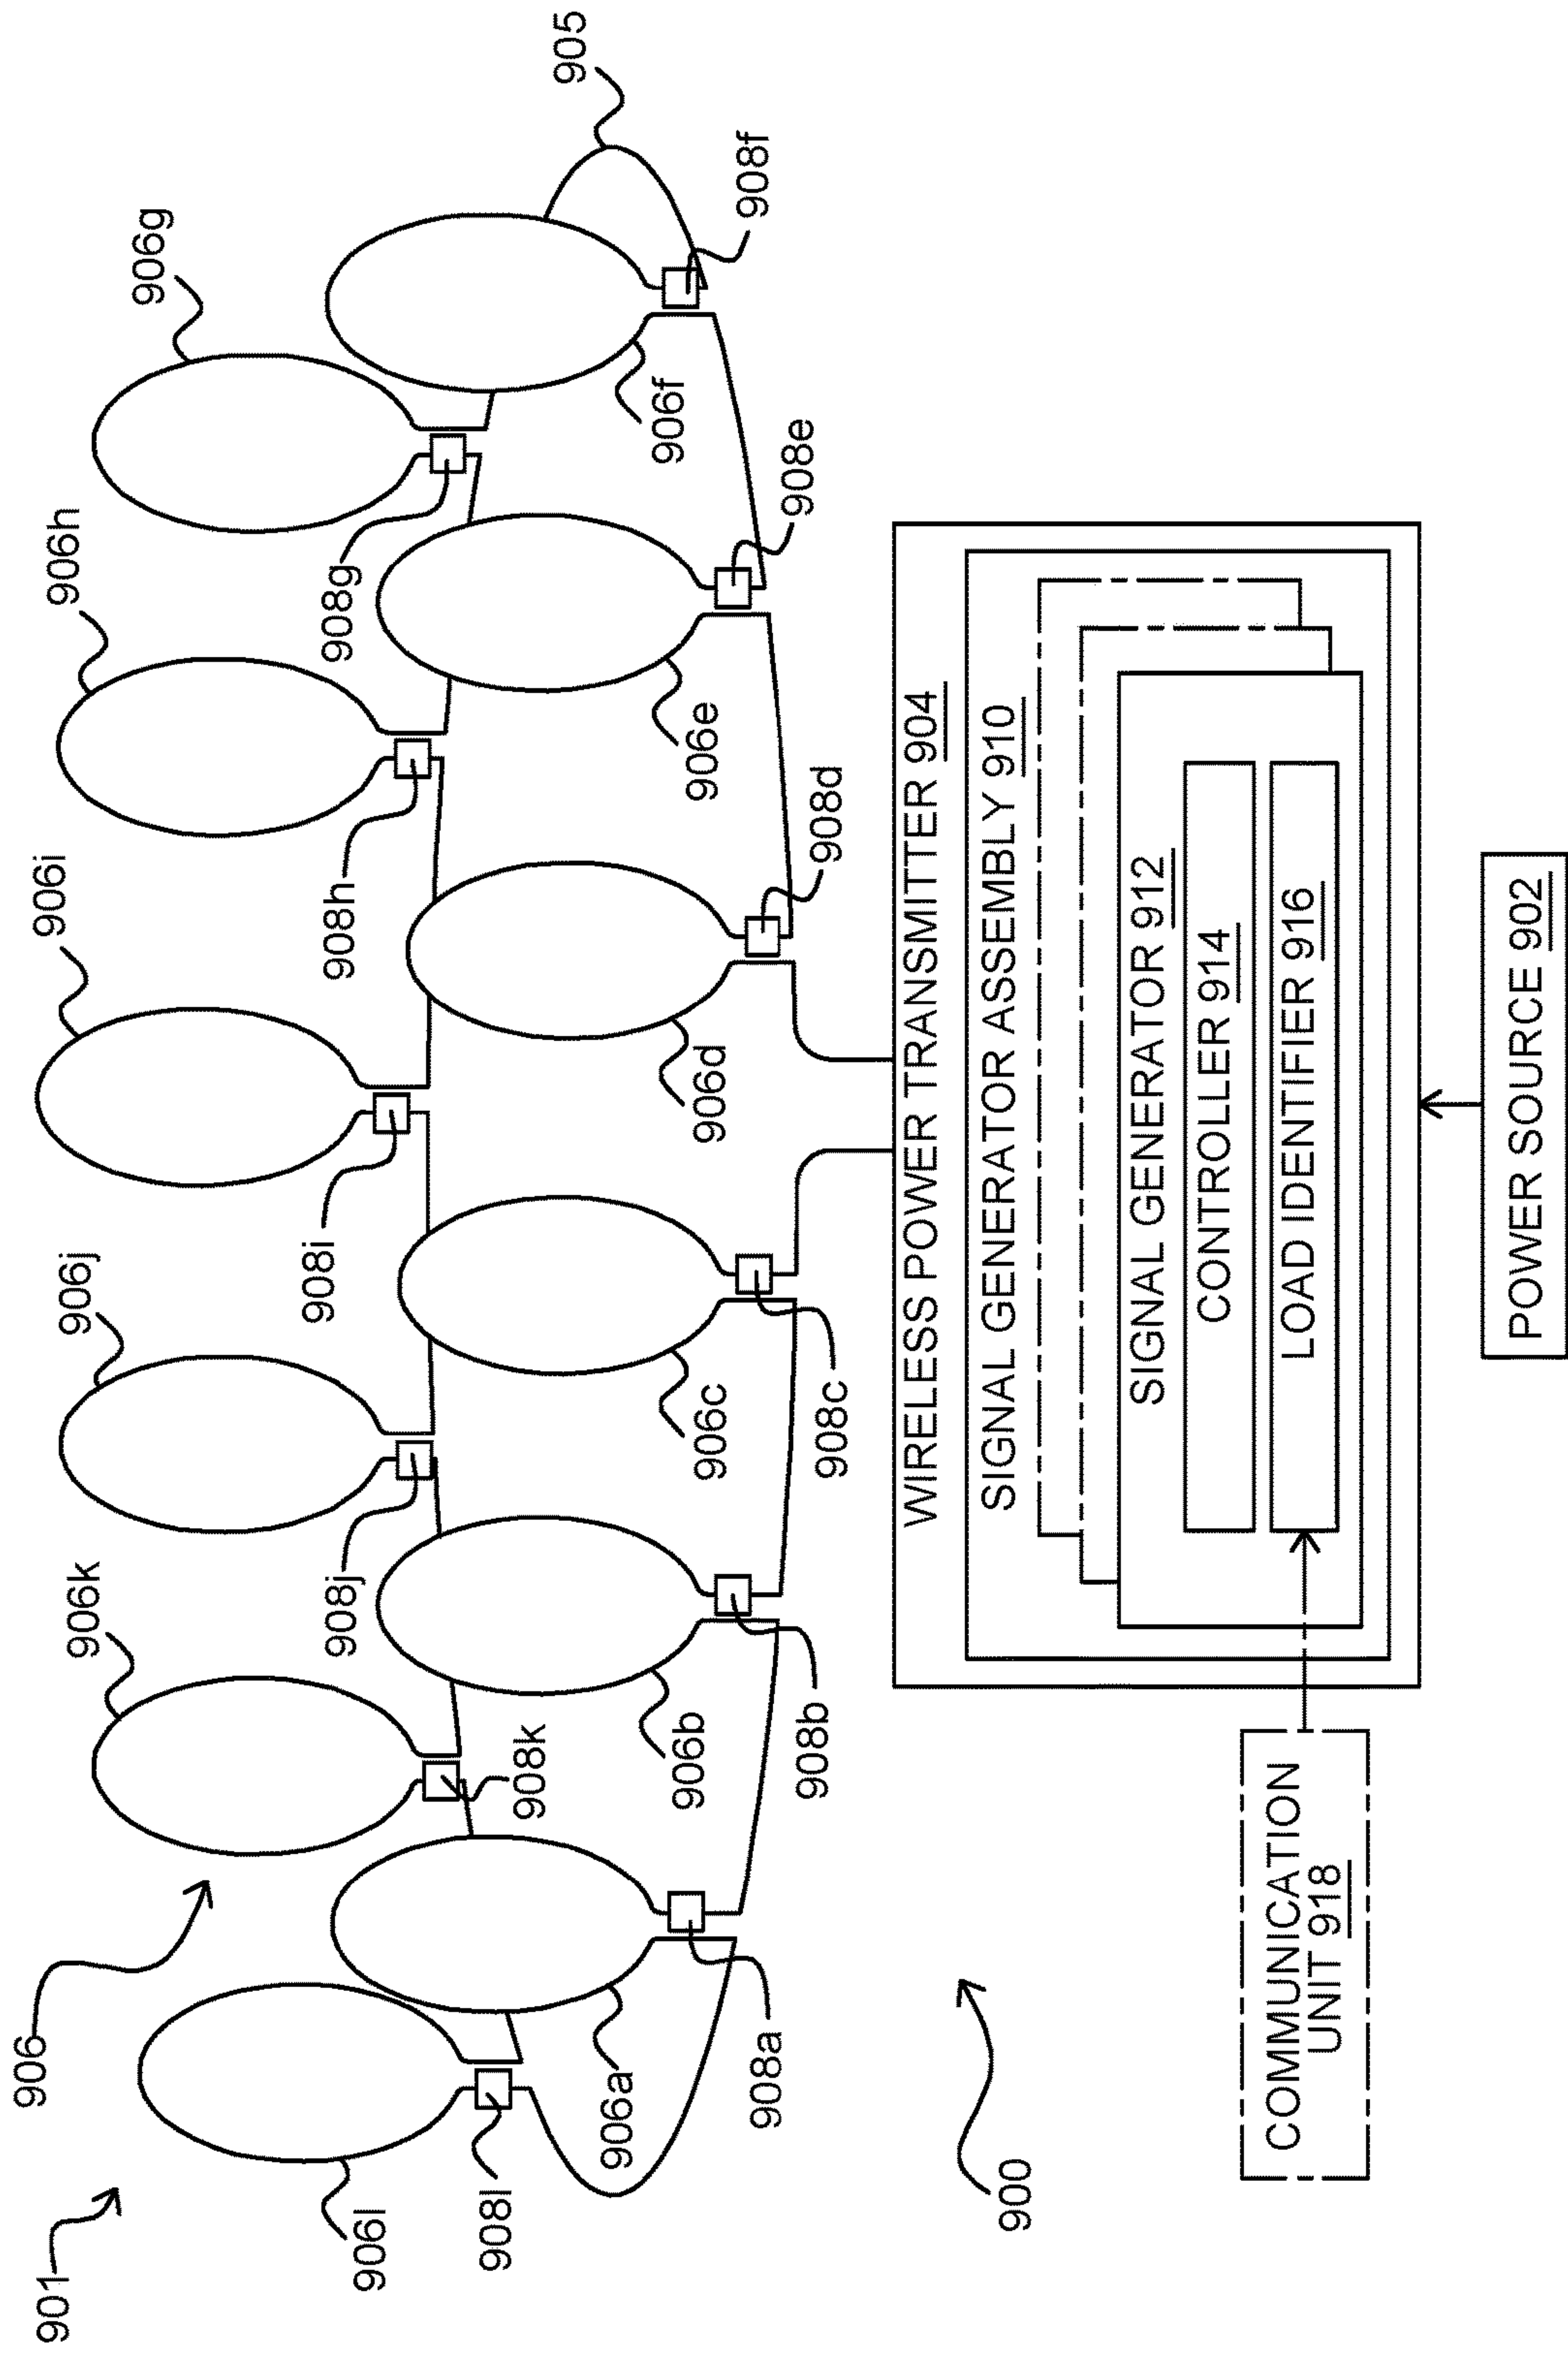 901
906
906l
906k
906j
906i
906h
906g
905
908l
908k
908j
908i
908h
908g
908f
906a
906b
906c
906d
906e
906f
908a
908b
908c
908d
908e
900
WIRELESS POWER TRANSMITTER 904
SIGNAL GENERATOR ASSEMBLY 910
SIGNAL GENERATOR 912
CONTROLLER 914
LOAD IDENTIFIER 916
COMMUNICATION
UNIT 918
POWER SOURCE 902